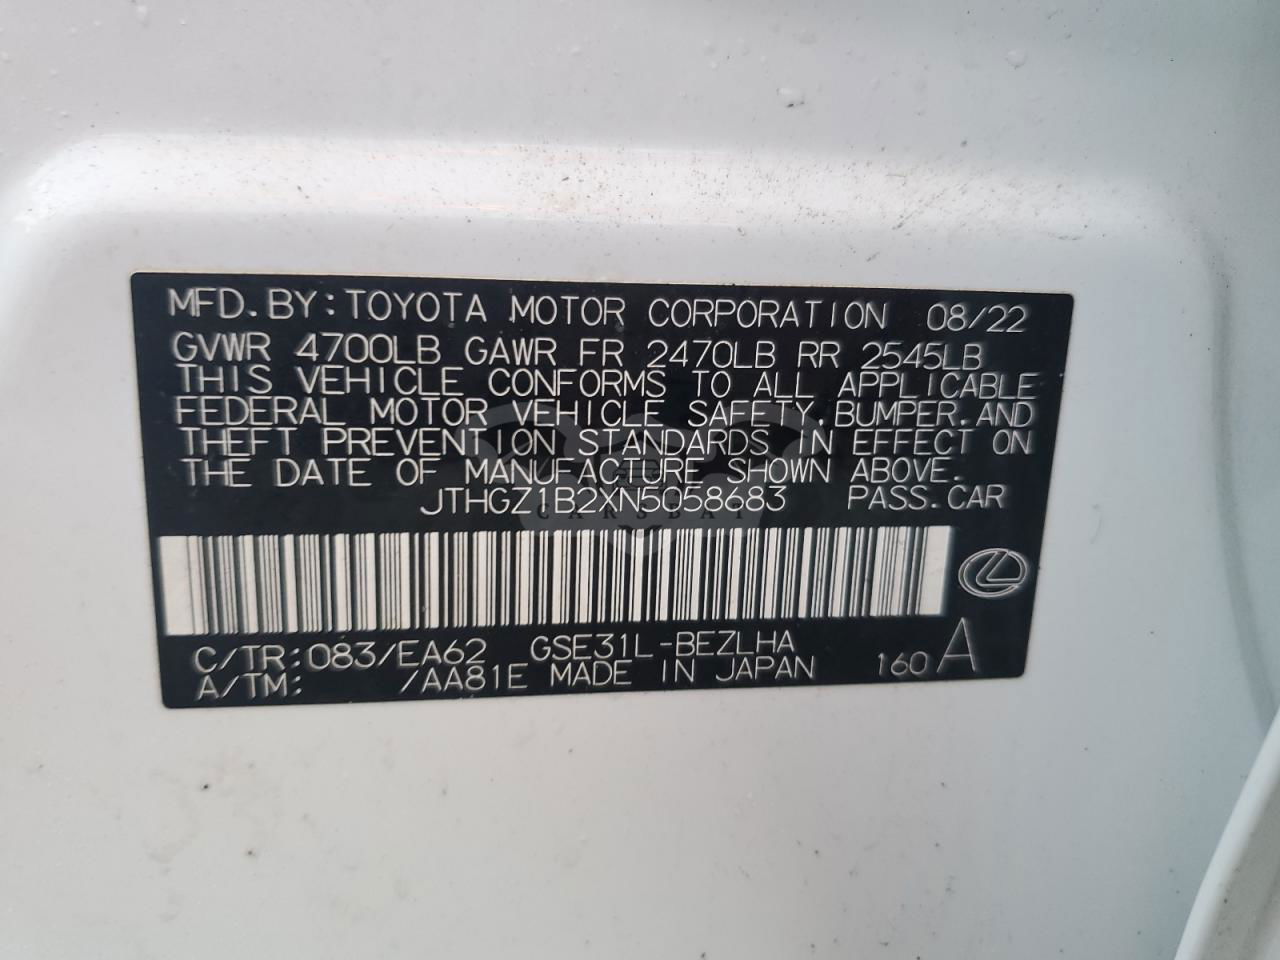 MFD. BY: TOYOTA MOTOR CORPORATION 08/22
GVWR 4700LB GAWR FR 2470LB RR 2545LB
THIS VEHICLE CONFORMS TO ALL APPLICABLE
FEDERAL MOTOR VEHICLE SAFETY, BUMPER, AND
THEFT PREVENTION STANDARDS IN EFFECT ON
THE DATE OF MANUFACTURE SHOWN ABOVE.
JTHGZ1B2XN5058683 PASS. CAR
CARSBAT
C/TR: 083/EA62 GSE31L-BEZLHA
A/TM: /AA81E MADE IN JAPAN 160 A